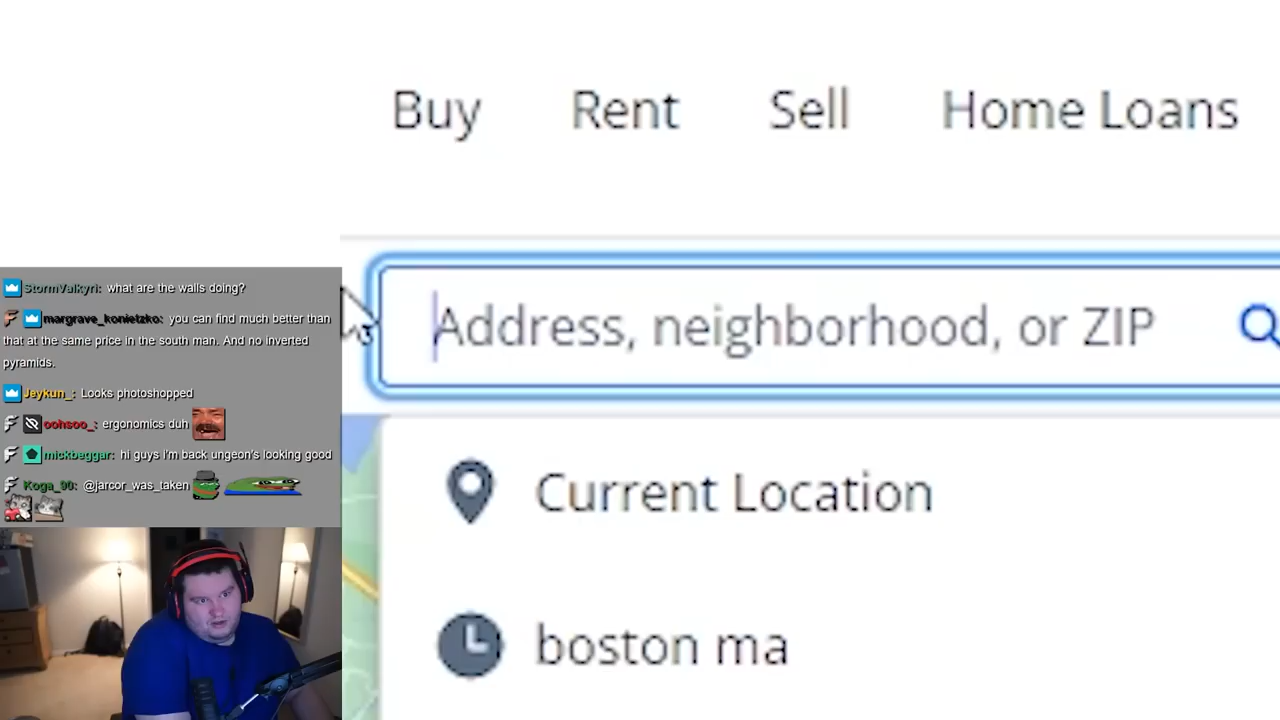 Buy Rent Sell Home Loans
Address, neighborhood, or ZIP
Current Location
boston ma
StormValkyri: what are the walls doing?
margrave_konietzko: you can find much better than
that at the same price in the south man. And no inverted
pyramids.
Jeykun_: Looks photoshopped
oohsoo_: ergonomics duh
mickbeggar: hi guys i'm back ungeon's looking good
Koga_90: @jarcor_was_taken